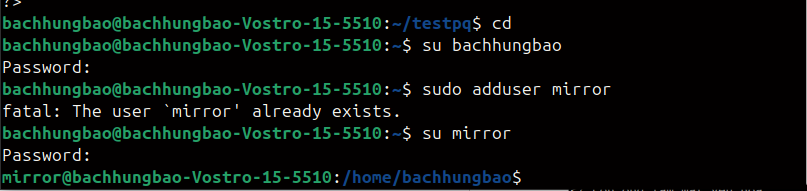 ?>
bachhungbao@bachhungbao-Vostro-15-5510:~/testpq$ cd
bachhungbao@bachhungbao-Vostro-15-5510:~$ su bachhungbao
Password:
bachhungbao@bachhungbao-Vostro-15-5510:~$ sudo adduser mirror
fatal: The user `mirror' already exists.
bachhungbao@bachhungbao-Vostro-15-5510:~$ su mirror
Password:
mirror@bachhungbao-Vostro-15-5510:/home/bachhungbao$